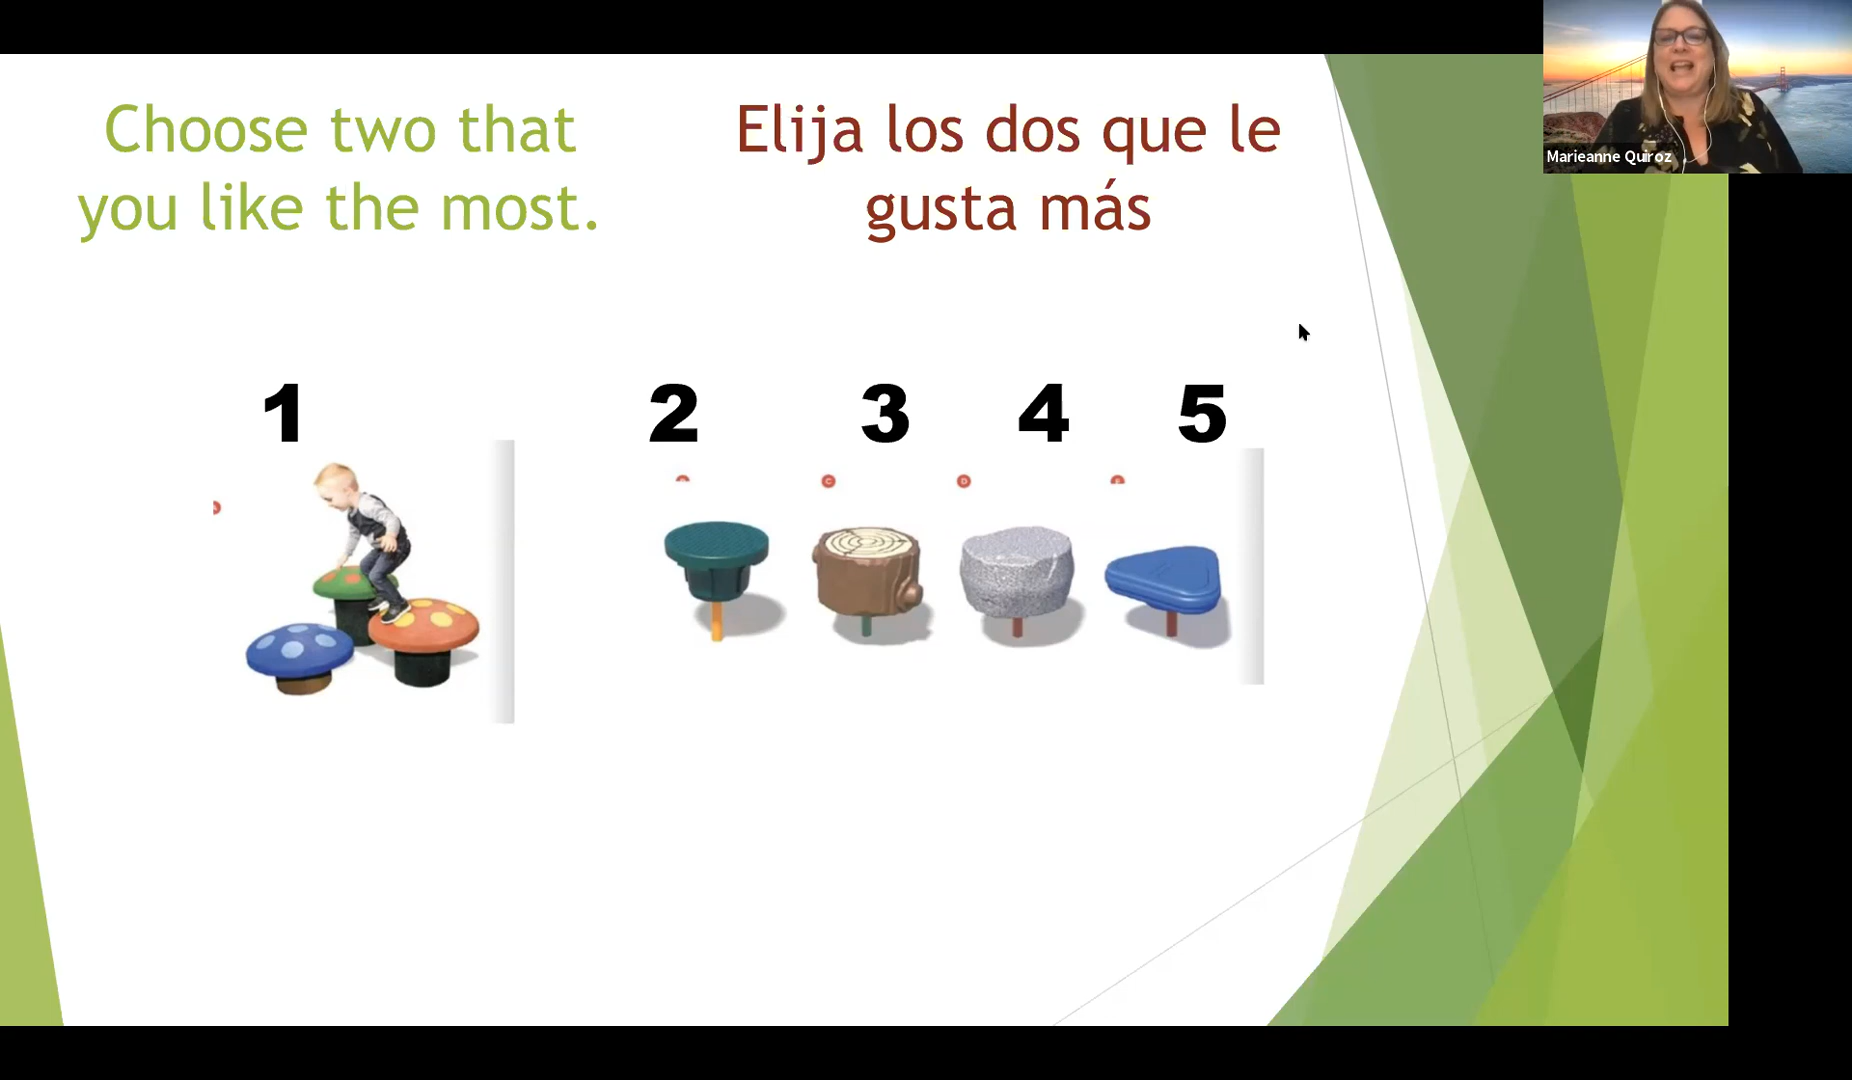 Choose two that
you like the most.
Elija los dos que le
gusta más
Marieanne Quiroz
1
2
3
4
5
C
D